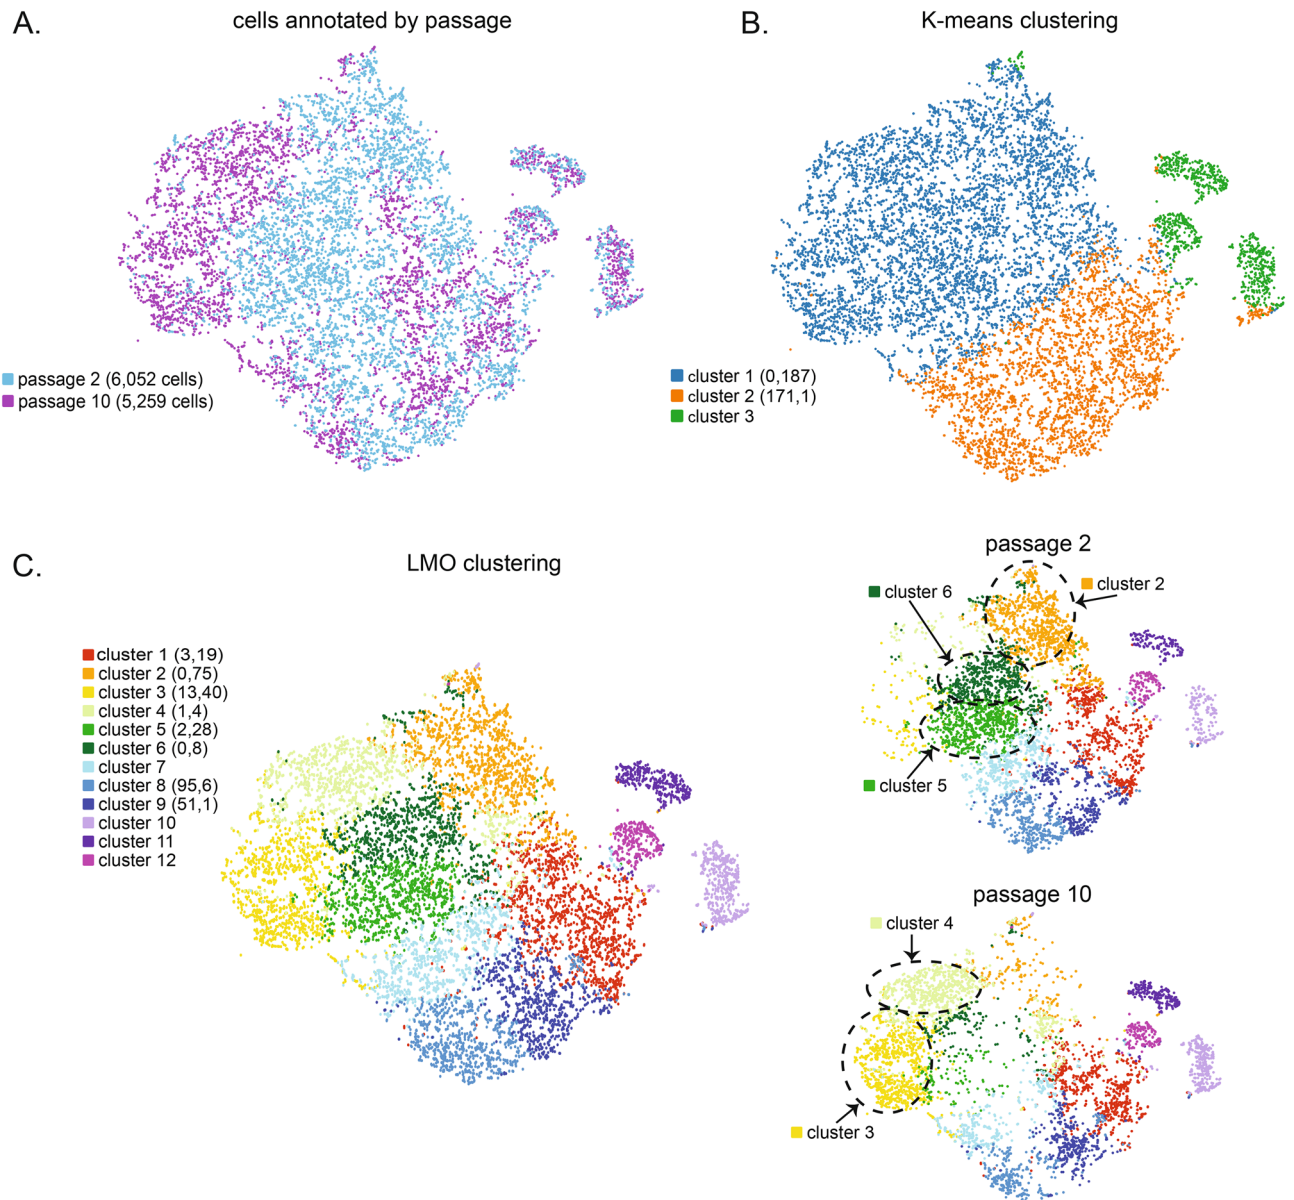 A.
cells annotated by passage
passage 2 (6,052 cells)
passage 10 (5,259 cells)
B.
K-means clustering
cluster 1 (0,187)
cluster 2 (171,1)
cluster 3
C.
LMO clustering
cluster 1 (3,19)
cluster 2 (0,75)
cluster 3 (13,40)
cluster 4 (1,4)
cluster 5 (2,28)
cluster 6 (0,8)
cluster 7
cluster 8 (95,6)
cluster 9 (51,1)
cluster 10
cluster 11
cluster 12
passage 2
cluster 6
cluster 2
cluster 5
passage 10
cluster 4
cluster 3